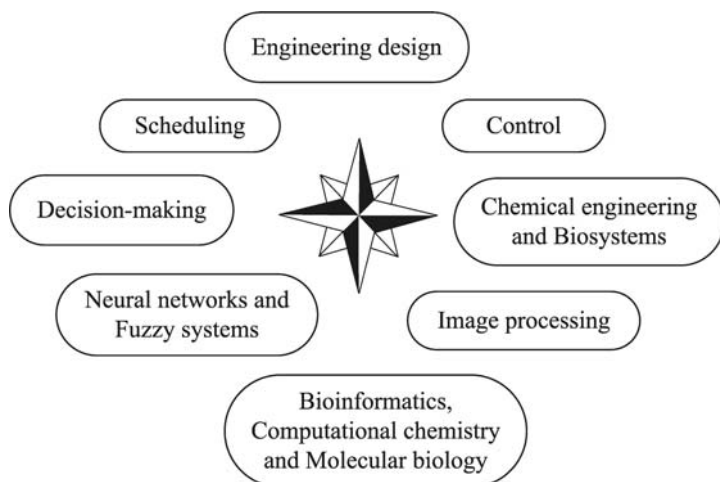 Engineering design
Scheduling
Control
Decision-making
Chemical engineering
and Biosystems
Neural networks and
Fuzzy systems
Image processing
Bioinformatics,
Computational chemistry
and Molecular biology